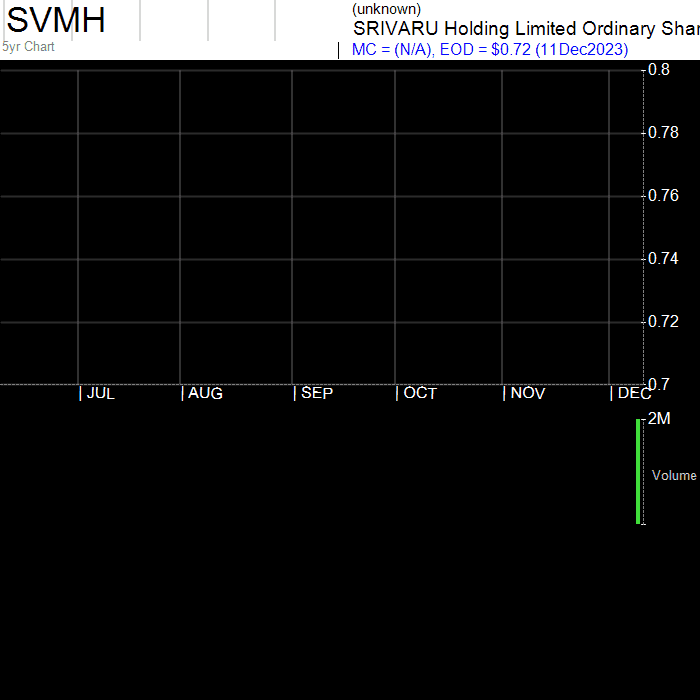 SVMH
5yr Chart
(unknown)
SRIVARU Holding Limited Ordinary Shar
MC = (N/A), EOD = $0.72 (11Dec2023)
0.8
0.78
0.76
0.74
0.72
0.7
JUL AUG SEP OCT NOV DEC
2M
Volume